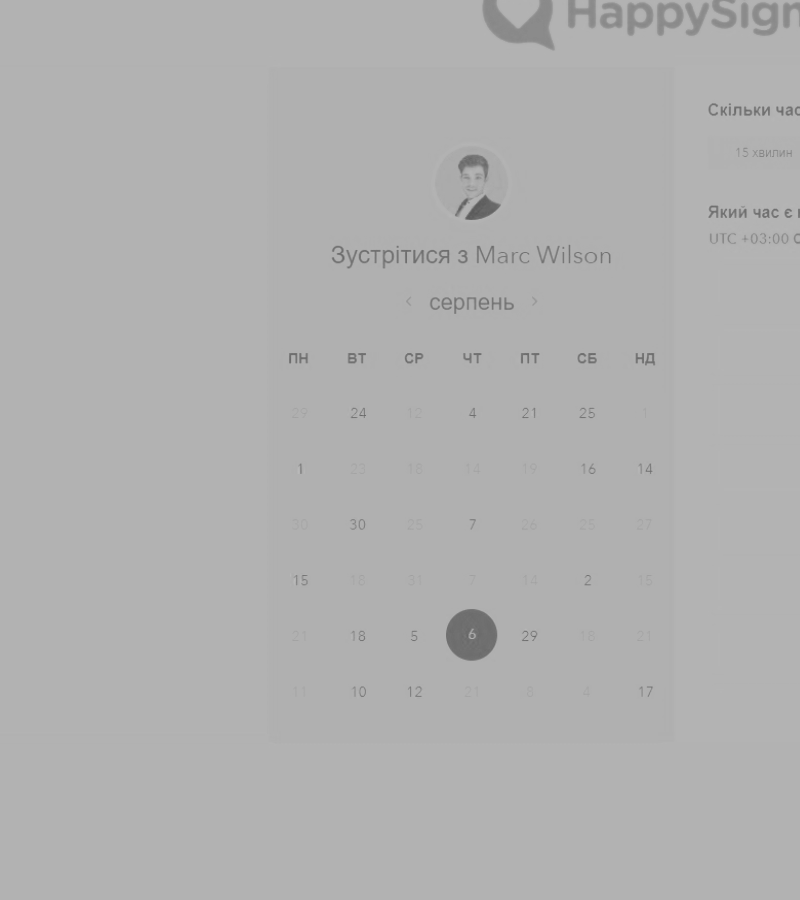 HappySign
Зустрітися з Marc Wilson
серпень
ПН ВТ СР ЧТ ПТ СБ НД
29 24 12 4 21 25 1
1 23 18 14 19 16 14
30 30 25 7 26 25 27
15 18 31 7 14 2 15
21 18 5 6 29 18 21
11 10 12 21 8 4 17
Скільки час
15 хвилин
Який час є
UTC +03:00